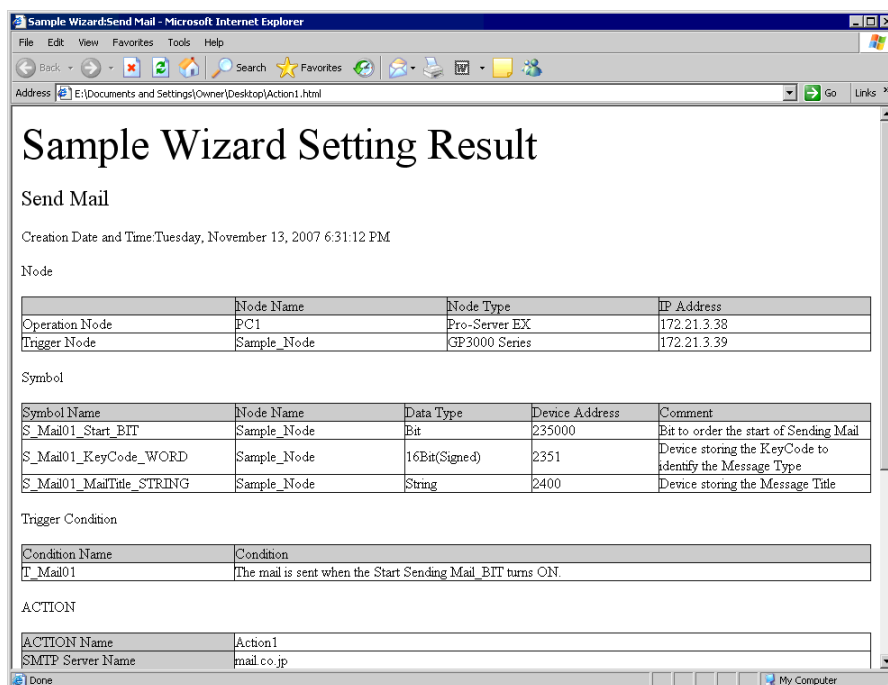 Sample Wizard:Send Mail - Microsoft Internet Explorer
File Edit View Favorites Tools Help
Back Search Favorites
Address E:\Documents and Settings\Owner\Desktop\Action1.html Go Links »
Sample Wizard Setting Result
Send Mail
Creation Date and Time:Tuesday, November 13, 2007 6:31:12 PM
Node
Node Name Node Type IP Address
Operation Node PC1 Pro-Server EX 172.21.3.38
Trigger Node Sample_Node GP3000 Series 172.21.3.39
Symbol
Symbol Name Node Name Data Type Device Address Comment
S_Mail01_Start_BIT Sample_Node Bit 235000 Bit to order the start of Sending Mail
S_Mail01_KeyCode_WORD Sample_Node 16Bit(Signed) 2351 Device storing the KeyCode to
identify the Message Type
S_Mail01_MailTitle_STRING Sample_Node String 2400 Device storing the Message Title
Trigger Condition
Condition Name Condition
T_Mail01 The mail is sent when the Start Sending Mail_BIT turns ON.
ACTION
ACTION Name Action1
SMTP Server Name mail.co.jp
Done My Computer